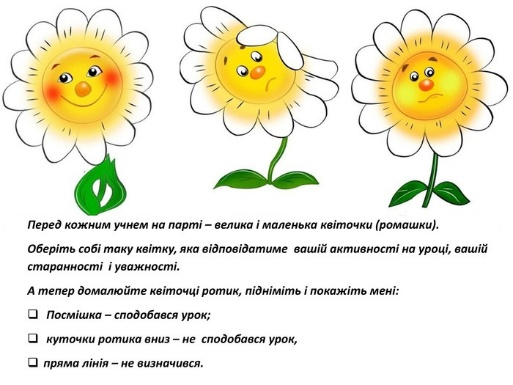 Перед кожним учнем на парті – велика і маленька квіточки (ромашки).
Оберіть собі таку квітку, яка відповідатиме вашій активності на уроці, вашій
старанності і уважності.
А тепер домалюйте квіточці ротик, підніміть і покажіть мені:
❑ Посмішка – сподобався урок;
❑ куточки ротика вниз – не сподобався урок,
❑ пряма лінія – не визначився.